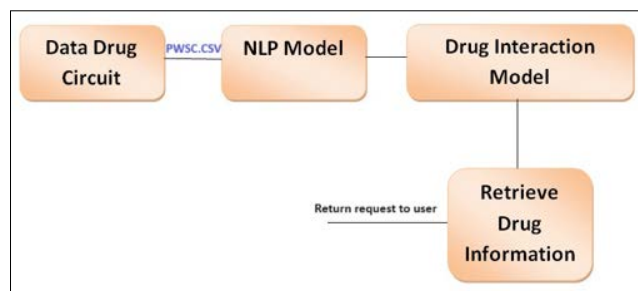 Data Drug
Circuit
PWSC.CSV
NLP Model
Drug Interaction
Model
Return request to user
Retrieve
Drug
Information